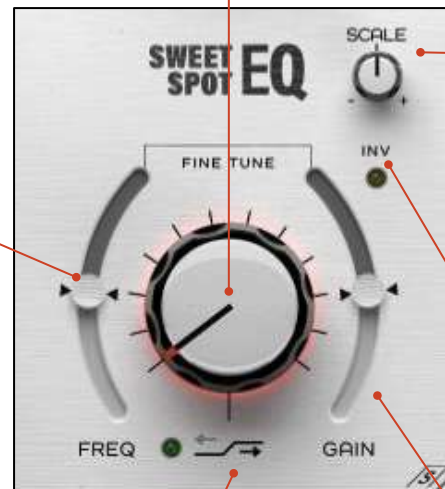 SCALE
SWEET
SPOT EQ
- +
INV
FINE TUNE
FREQ
GAIN